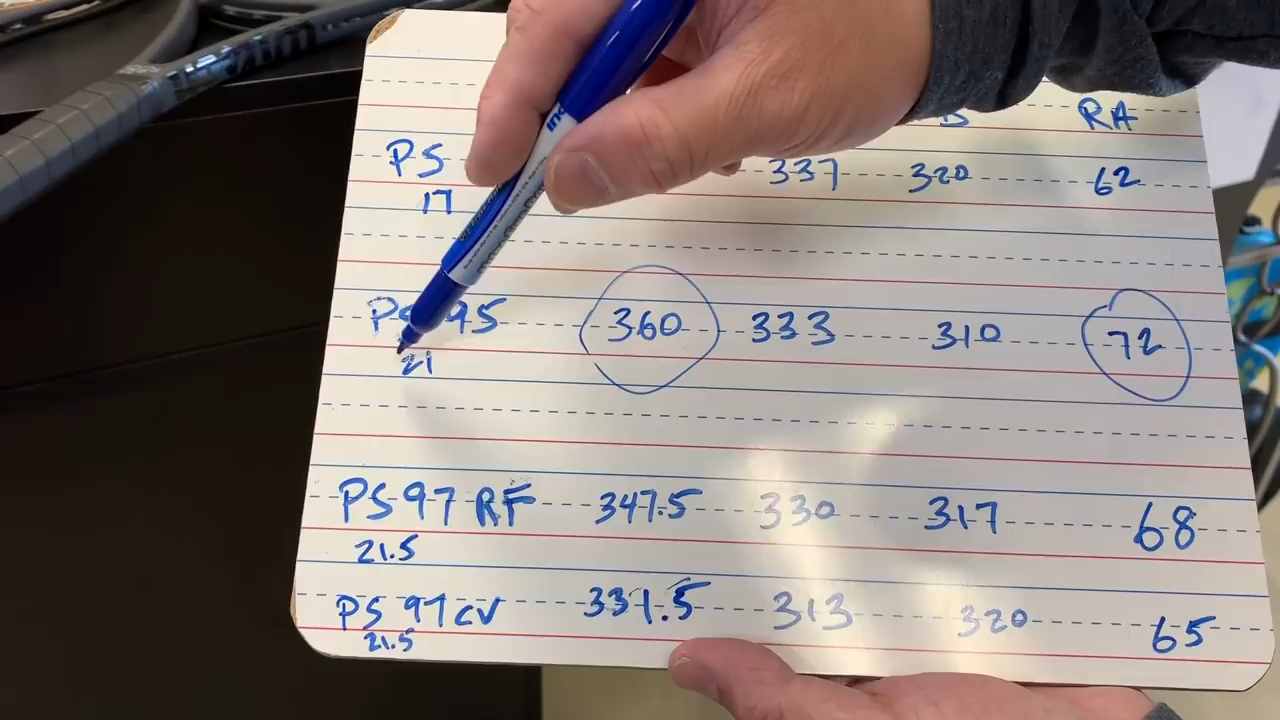 RA
PS 337 320 62
17
95 360 333 310 72
21
PS 97 RF 347.5 330 317 68
21.5
PS 97 CV 331.5 313 320 65
21.5